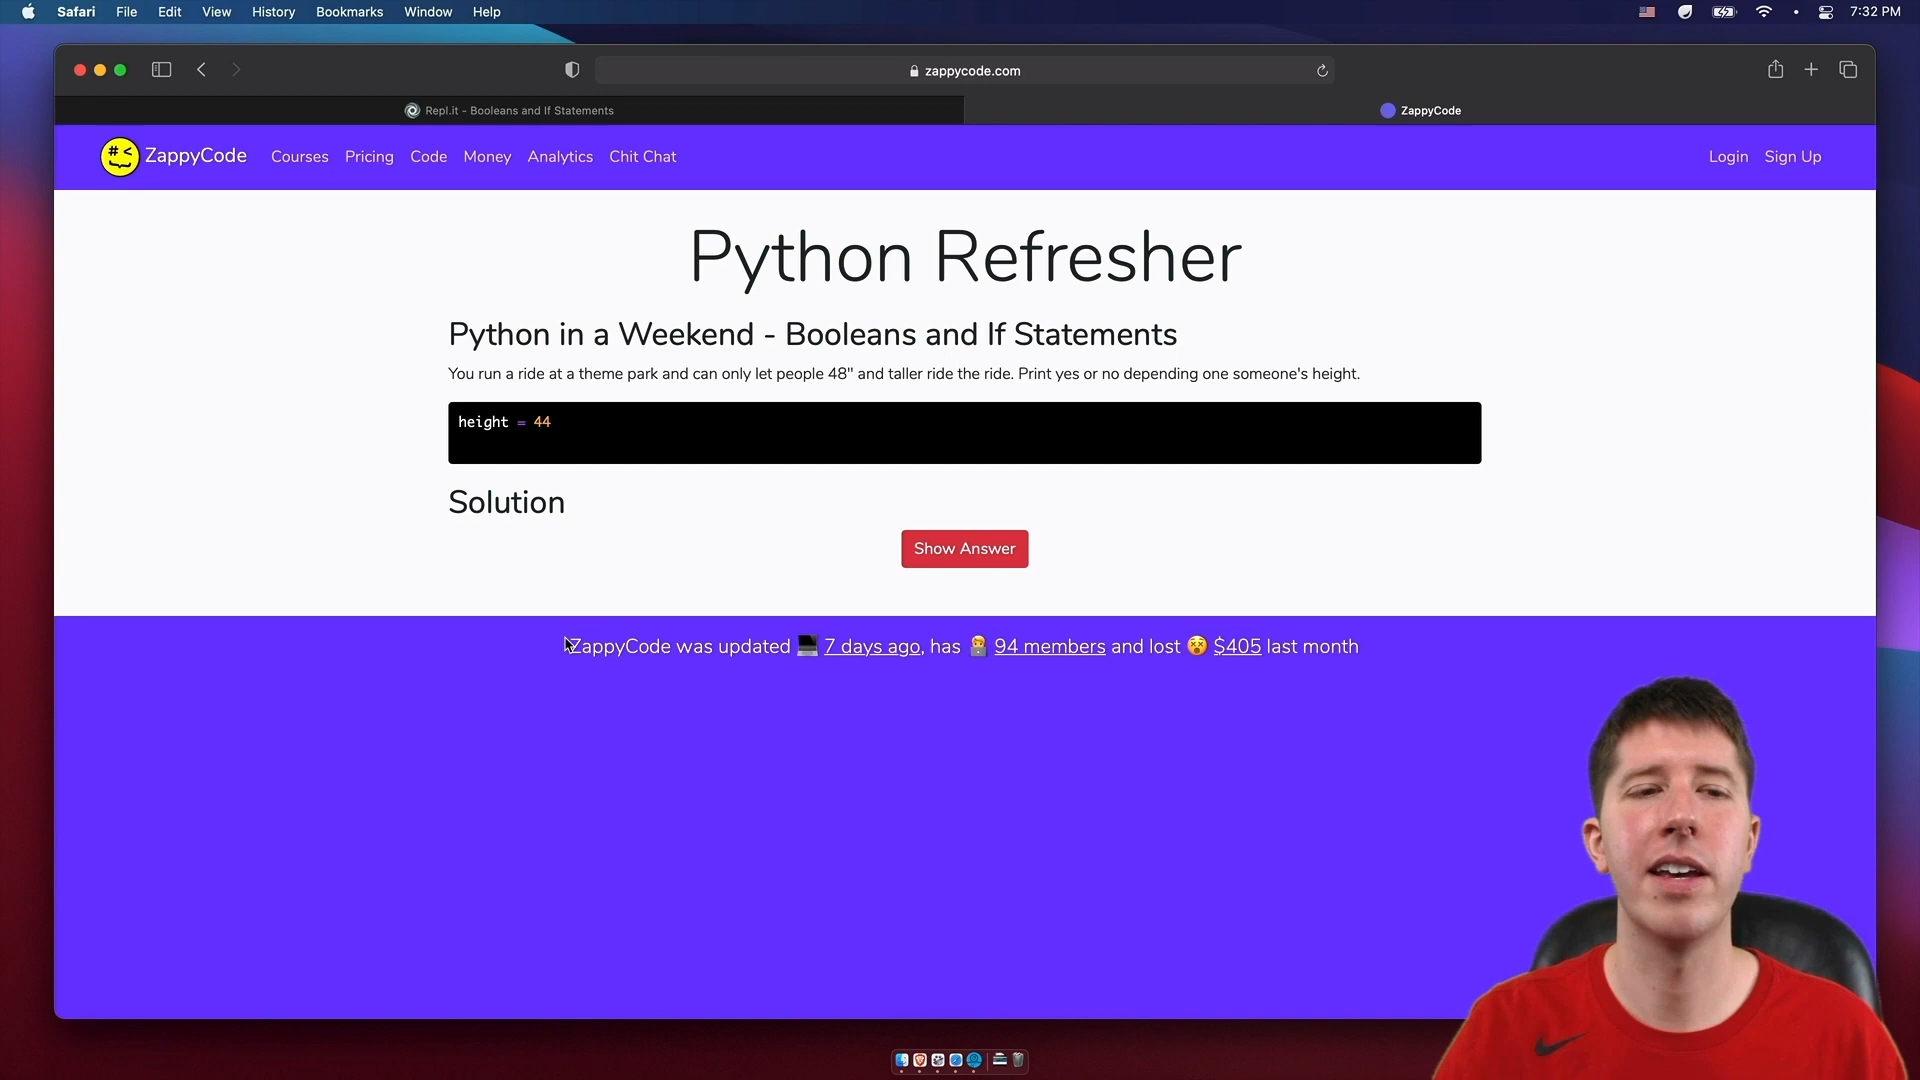 Safari File Edit View History Bookmarks Window Help 7:32 PM
zappycode.com
Repl.it - Booleans and If Statements ZappyCode
ZappyCode Courses Pricing Code Money Analytics Chit Chat Login Sign Up
Python Refresher
Python in a Weekend - Booleans and If Statements
You run a ride at a theme park and can only let people 48" and taller ride the ride. Print yes or no depending one someone's height.
height = 44
Solution
Show Answer
ZappyCode was updated 💻 7 days ago, has 🧑‍💻 94 members and lost 😵 $405 last month